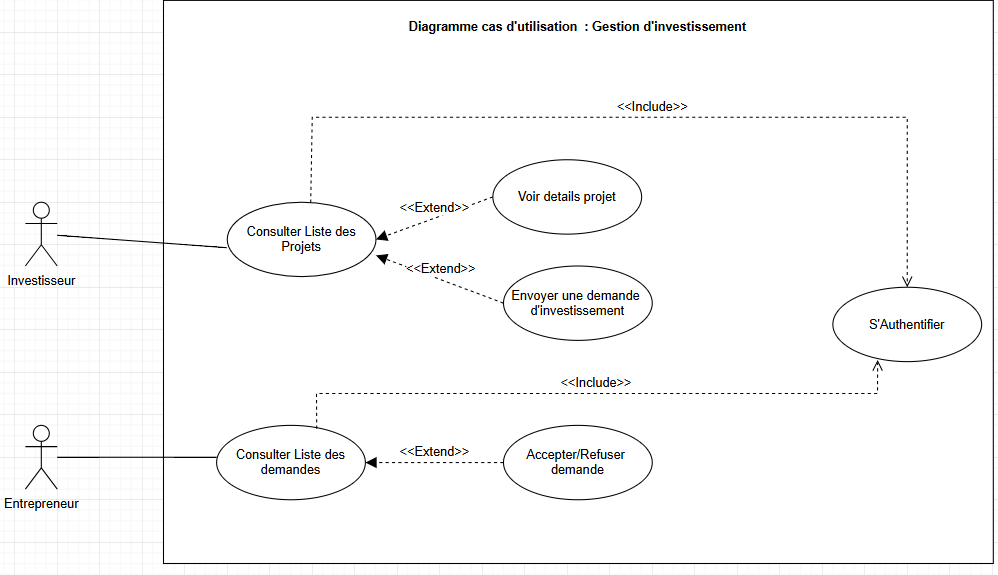 Diagramme cas d'utilisation : Gestion d'investissement
<<Include>>
Voir details projet
<<Extend>>
Consulter Liste des
Projets
<<Extend>>
Investisseur
Envoyer une demande
d'investissement
S'Authentifier
<<Include>>
<<Extend>>
Consulter Liste des
demandes
Accepter/Refuser
demande
Entrepreneur